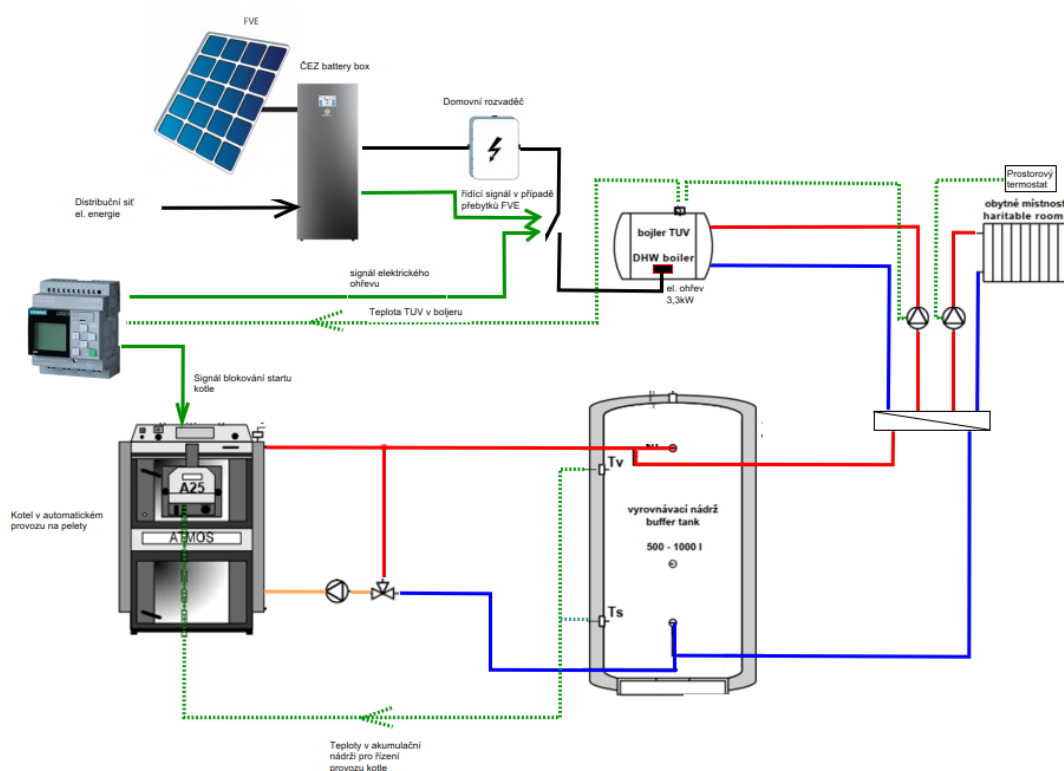 FVE
ČEZ battery box
Domovní rozvaděč
Prostorový
termostat
řídící signál v případě
přebytků FVE
Distribuční síť
el. energie
obytné místnost
haritable room
bojler TUV
DHW boiler
el. ohřev
3,3kW
signál elektrického
ohřevu
Teplota TUV v boljeru
SIEMENS
Signál blokování startu
kotle
A25
Tv
Kotel v automatickém
provozu na pelety
ATMOS
vyrovnávací nádrž
buffer tank
500 - 1000 l
Ts
Teploty v akumulační
nádrži pro řízení
provozu kotle